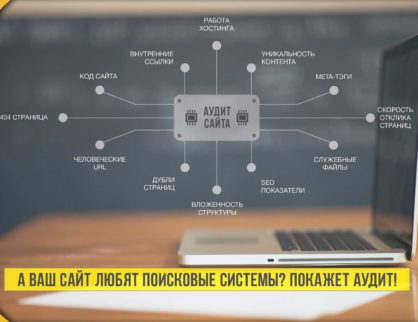 РАБОТА
ХОСТИНГА
ВНУТРЕННИЕ
ССЫЛКИ
УНИКАЛЬНОСТЬ
КОНТЕНТА
КОД САЙТА
МЕТА-ТЭГИ
404 СТРАНИЦА
АУДИТ
САЙТА
СКОРОСТЬ
ОТКЛИКА
СТРАНИЦ
ЧЕЛОВЕЧЕСКИЕ
URL
СЛУЖЕБНЫЕ
ФАЙЛЫ
ДУБЛИ
СТРАНИЦ
SEO
ПОКАЗАТЕЛИ
ВЛОЖЕННОСТЬ
СТРУКТУРЫ
А ВАШ САЙТ ЛЮБЯТ ПОИСКОВЫЕ СИСТЕМЫ? ПОКАЖЕТ АУДИТ!